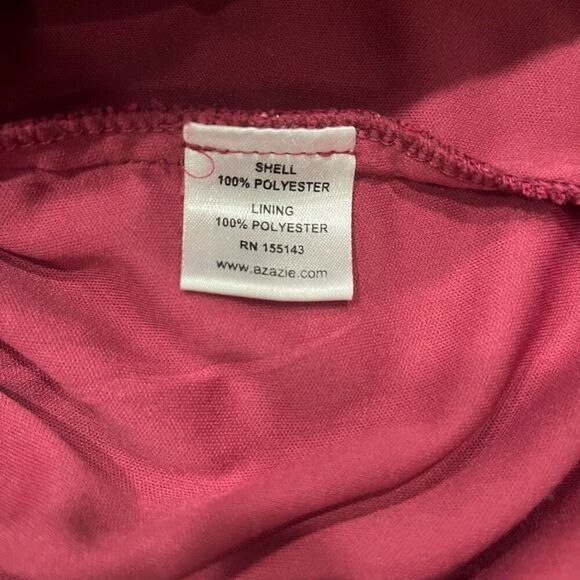 SHELL
100% POLYESTER
LINING
100% POLYESTER
RN 155143
www.azazie.com